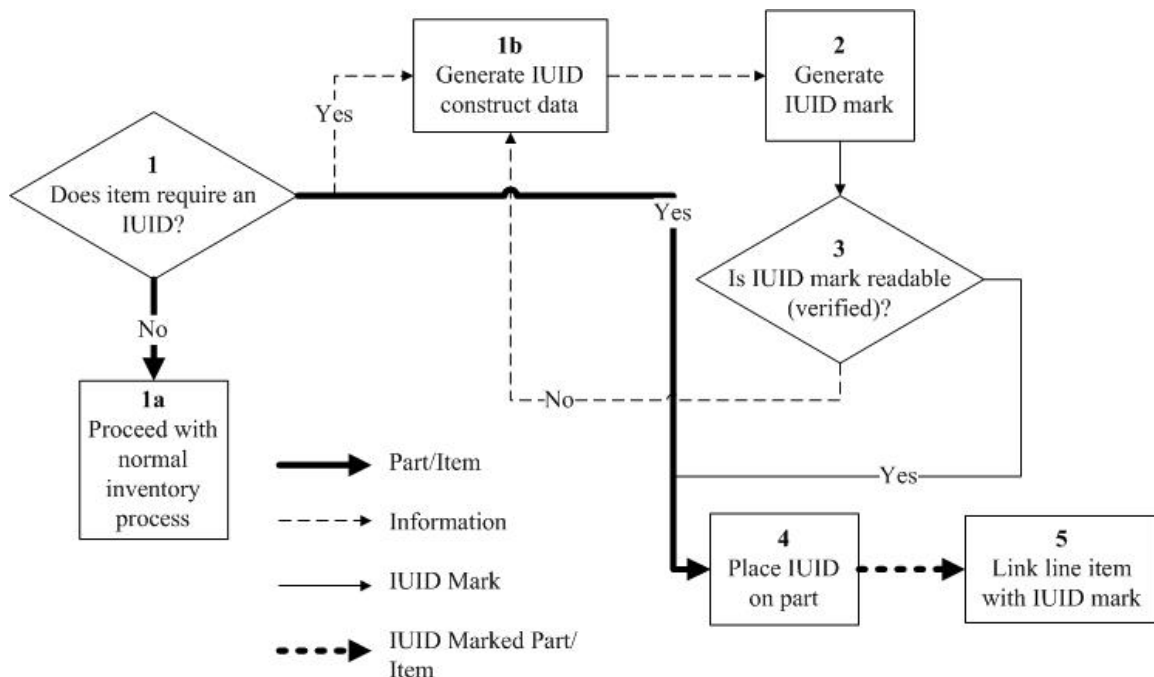 1
Does item require an
IUID?
Yes
1b
Generate IUID
construct data
2
Generate
IUID mark
Yes
3
Is IUID mark readable
(verified)?
No
No
Yes
1a
Proceed with
normal
inventory
process
4
Place IUID
on part
5
Link line item
with IUID mark
Part/Item
Information
IUID Mark
IUID Marked Part/
Item